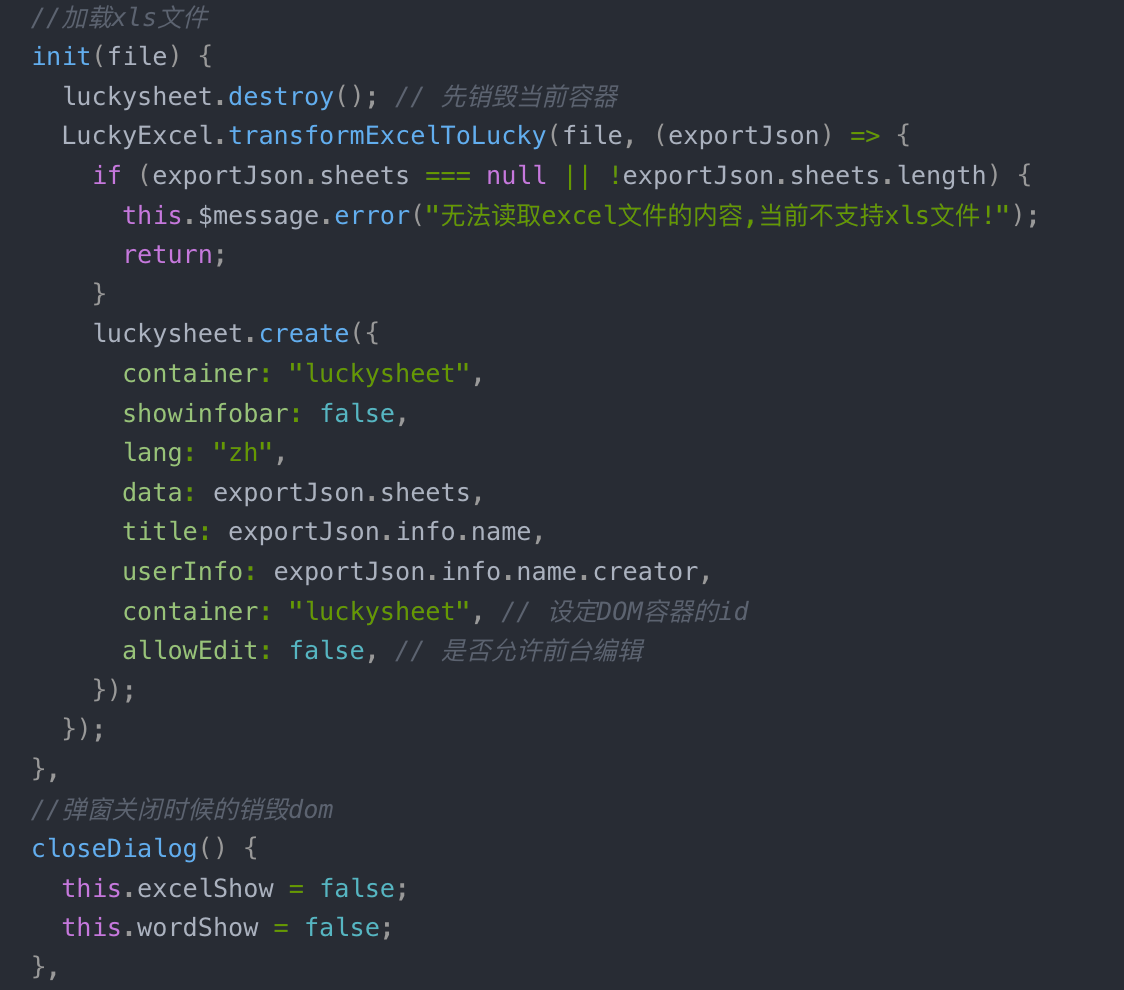 //加载xls文件
init(file) {
  luckysheet.destroy(); // 先销毁当前容器
  LuckyExcel.transformExcelToLucky(file, (exportJson) => {
    if (exportJson.sheets === null || !exportJson.sheets.length) {
      this.$message.error("无法读取excel文件的内容,当前不支持xls文件!");
      return;
    }
    luckysheet.create({
      container: "luckysheet",
      showinfobar: false,
      lang: "zh",
      data: exportJson.sheets,
      title: exportJson.info.name,
      userInfo: exportJson.info.name.creator,
      container: "luckysheet", // 设定DOM容器的id
      allowEdit: false, // 是否允许前台编辑
    });
  });
},
//弹窗关闭时候的销毁dom
closeDialog() {
  this.excelShow = false;
  this.wordShow = false;
},